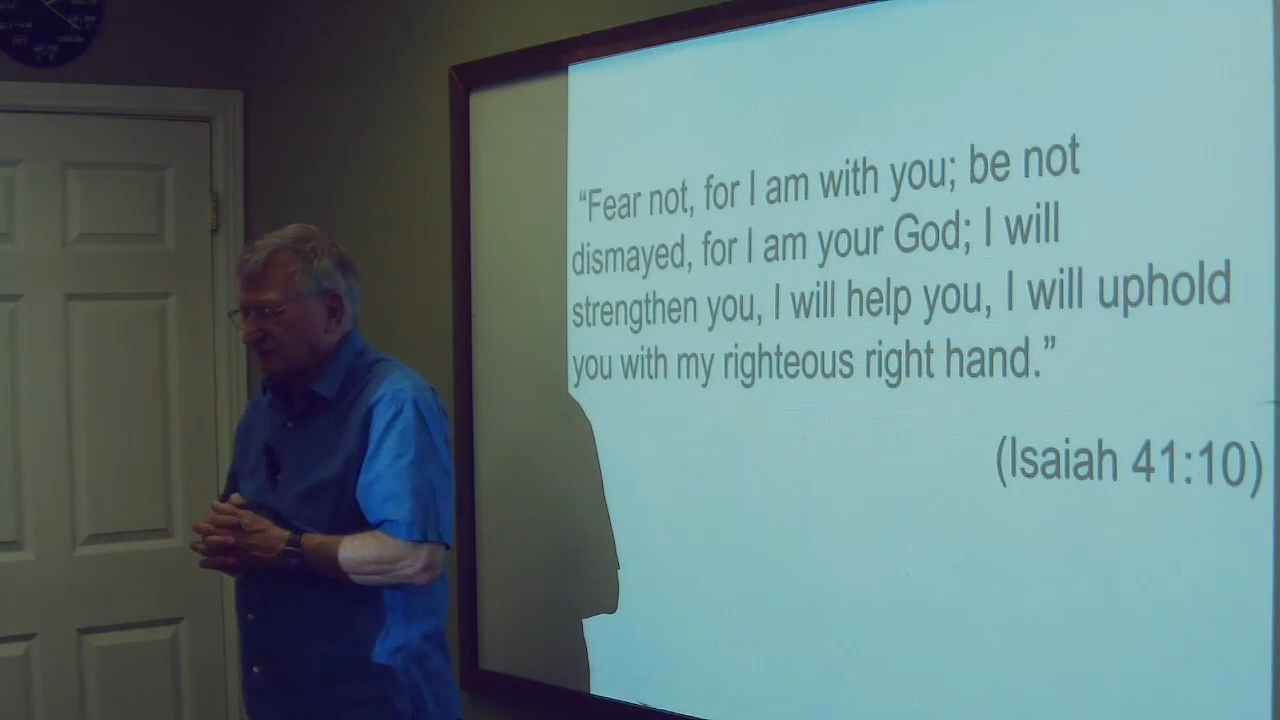 “Fear not, for I am with you; be not
dismayed, for I am your God; I will
strengthen you, I will help you, I will uphold
you with my righteous right hand.”
(Isaiah 41:10)